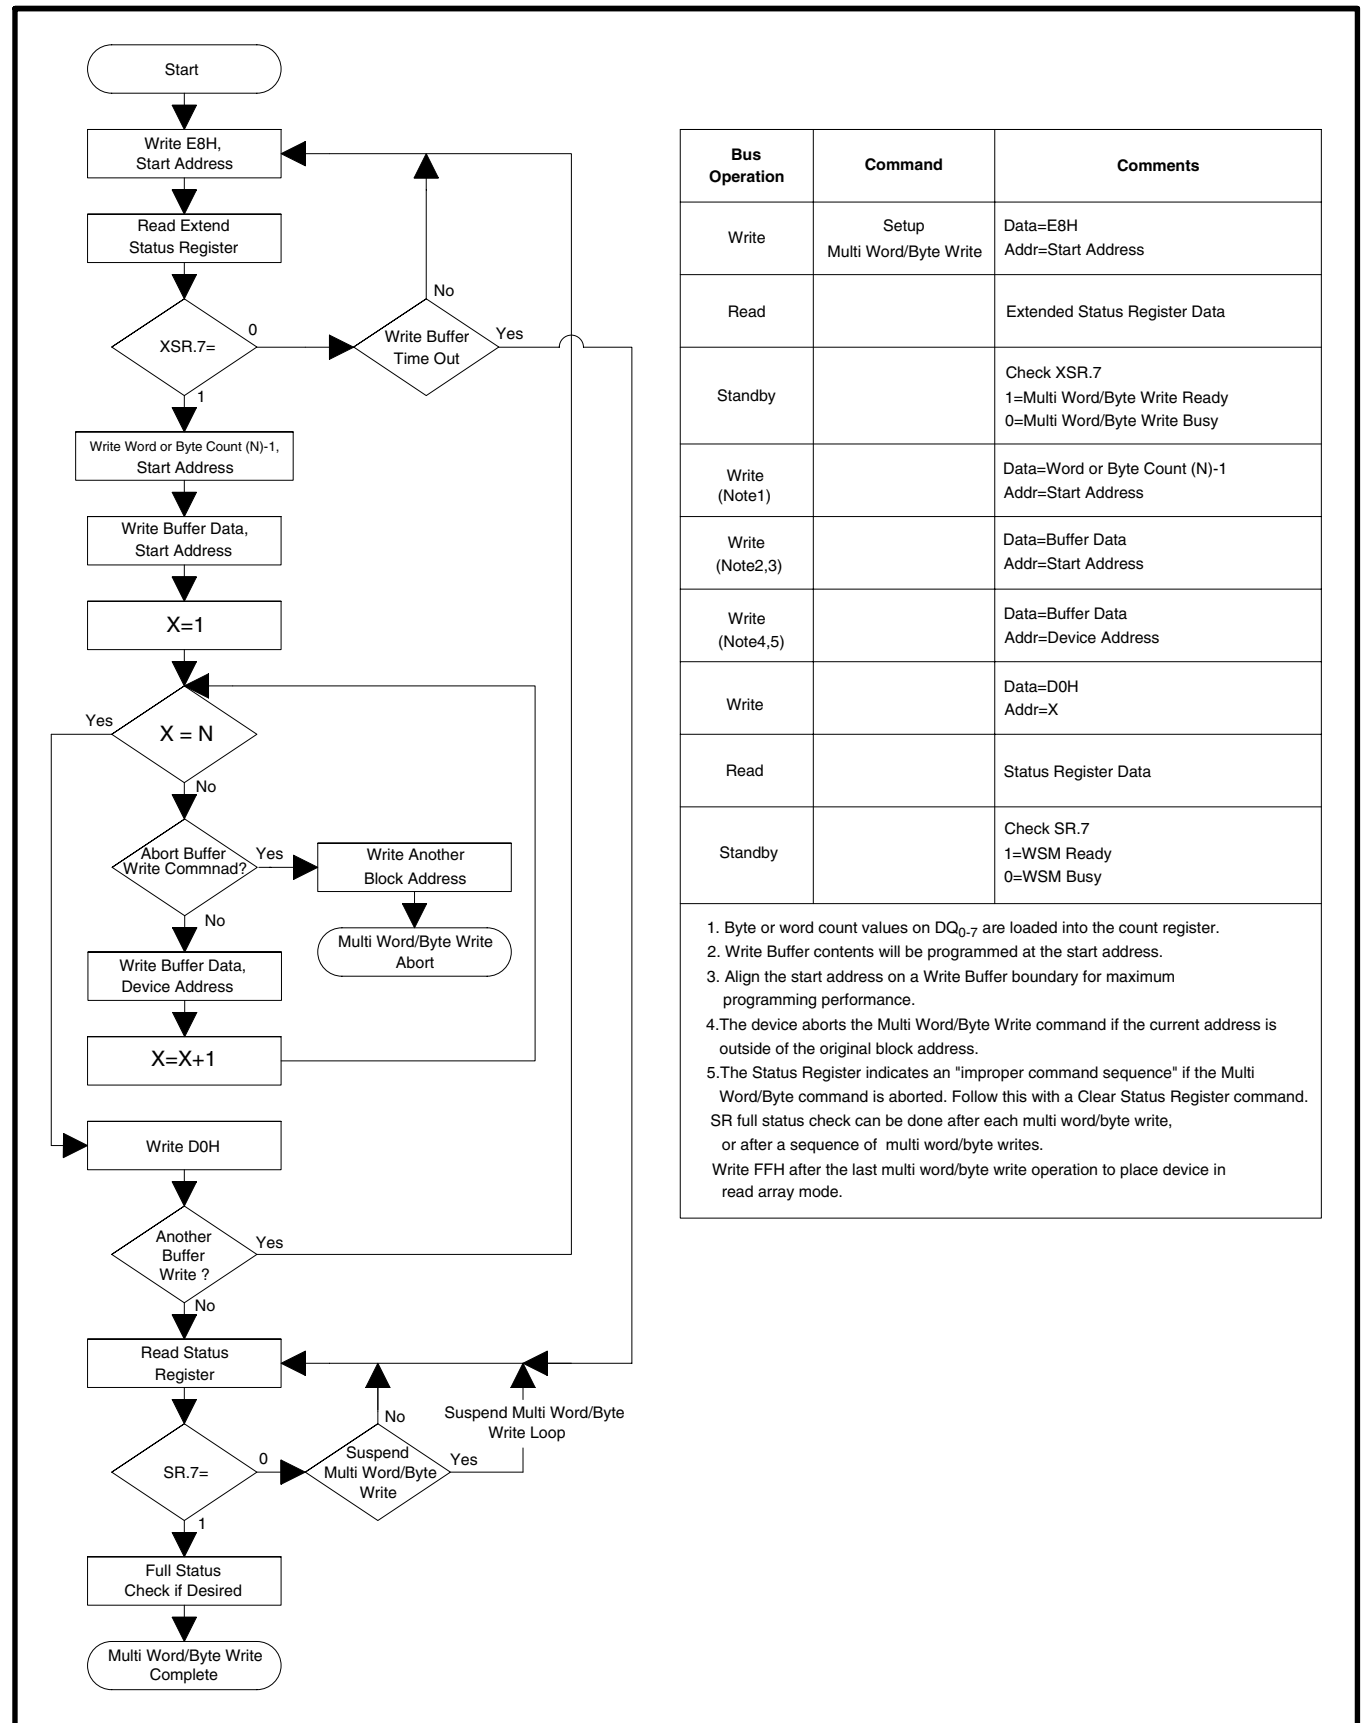 Start
Write E8H,
Start Address
Read Extend
Status Register
XSR.7=
0
1
Write Buffer
Time Out
No
Yes
Write Word or Byte Count (N)-1,
Start Address
Write Buffer Data,
Start Address
X=1
X = N
Yes
No
Abort Buffer
Write Commnad?
Yes
No
Write Another
Block Address
Multi Word/Byte Write
Abort
Write Buffer Data,
Device Address
X=X+1
Write D0H
Another
Buffer
Write ?
Yes
No
Read Status
Register
SR.7=
0
1
Suspend
Multi Word/Byte
Write
No
Yes
Suspend Multi Word/Byte
Write Loop
Full Status
Check if Desired
Multi Word/Byte Write
Complete
Bus
Operation
Command
Comments
Write
Setup
Multi Word/Byte Write
Data=E8H
Addr=Start Address
Read
Extended Status Register Data
Standby
Check XSR.7
1=Multi Word/Byte Write Ready
0=Multi Word/Byte Write Busy
Write
(Note1)
Data=Word or Byte Count (N)-1
Addr=Start Address
Write
(Note2,3)
Data=Buffer Data
Addr=Start Address
Write
(Note4,5)
Data=Buffer Data
Addr=Device Address
Write
Data=D0H
Addr=X
Read
Status Register Data
Standby
Check SR.7
1=WSM Ready
0=WSM Busy
1. Byte or word count values on DQ0-7 are loaded into the count register.
2. Write Buffer contents will be programmed at the start address.
3. Align the start address on a Write Buffer boundary for maximum
programming performance.
4.The device aborts the Multi Word/Byte Write command if the current address is
outside of the original block address.
5.The Status Register indicates an "improper command sequence" if the Multi
Word/Byte command is aborted. Follow this with a Clear Status Register command.
SR full status check can be done after each multi word/byte write,
or after a sequence of multi word/byte writes.
Write FFH after the last multi word/byte write operation to place device in
read array mode.